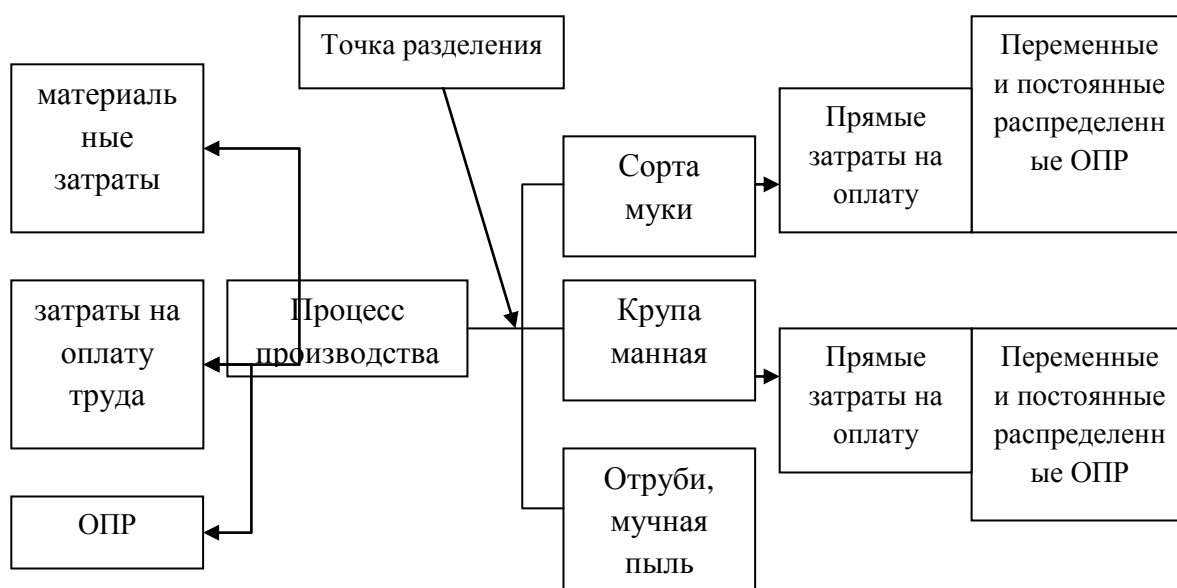 Точка разделения
материаль
ные
затраты
затраты на
оплату
труда
ОПР
Процесс
производства
Сорта
муки
Крупа
манная
Отруби,
мучная
пыль
Прямые
затраты на
оплату
Переменные
и постоянные
распределенн
ые ОПР
Прямые
затраты на
оплату
Переменные
и постоянные
распределенн
ые ОПР